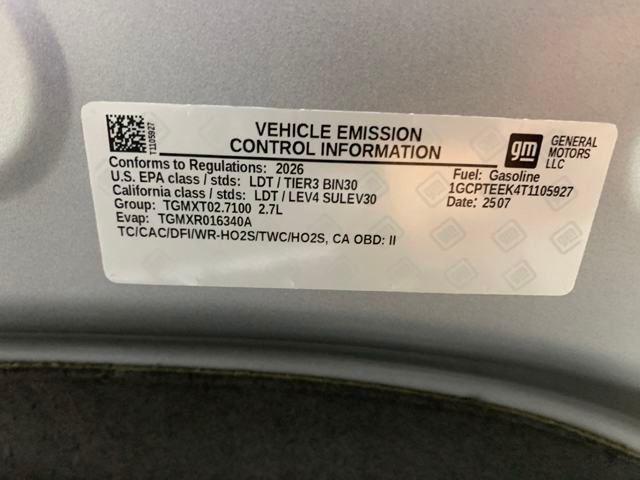 T1105927
VEHICLE EMISSION
CONTROL INFORMATION
gm
GENERAL
MOTORS
LLC
Conforms to Regulations: 2026
U.S. EPA class / stds: LDT / TIER3 BIN30
California class / stds: LDT / LEV4 SULEV30
Group: TGMXT02.7100 2.7L
Evap: TGMXR016340A
TC/CAC/DFI/WR-HO2S/TWC/HO2S, CA OBD: II
Fuel: Gasoline
1GCPTEEK4T1105927
Date: 2507